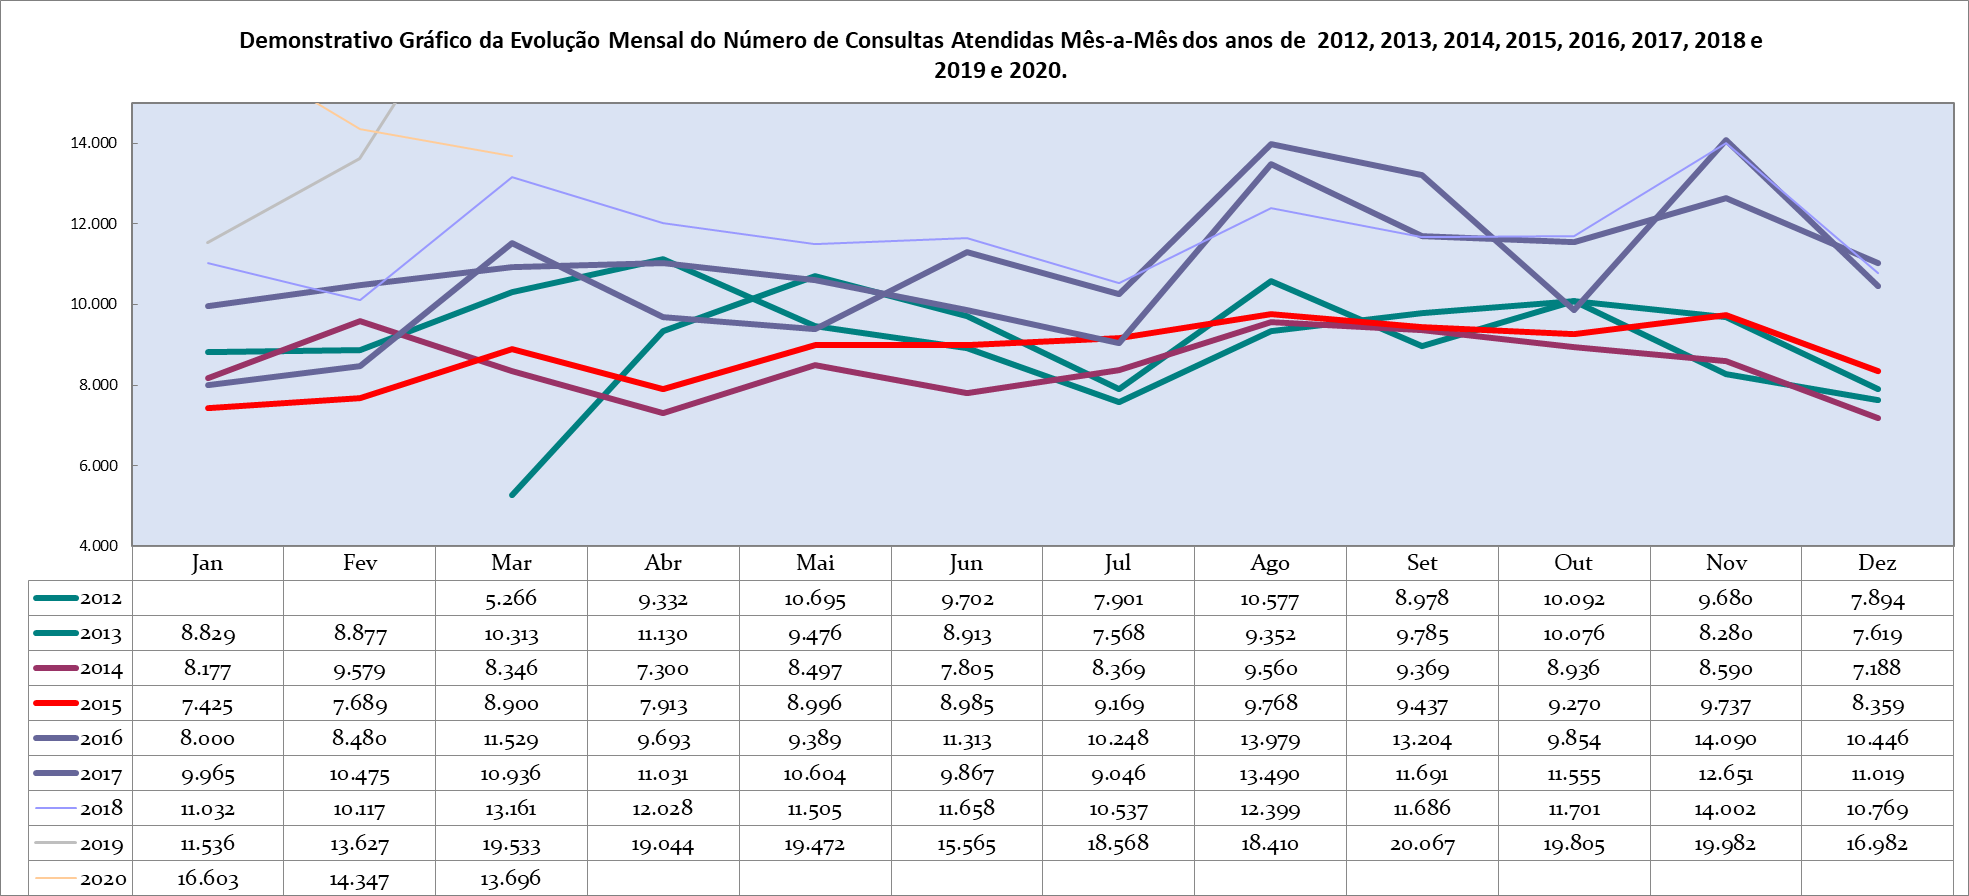 Demonstrativo Gráfico da Evolução Mensal do Número de Consultas Atendidas Mês-a-Mês dos anos de 2012, 2013, 2014, 2015, 2016, 2017, 2018 e
2019 e 2020.
14.000
12.000
10.000
8.000
6.000
4.000
Jan Fev Mar Abr Mai Jun Jul Ago Set Out Nov Dez
2012 5.266 9.332 10.695 9.702 7.901 10.577 8.978 10.092 9.680 7.894
2013 8.829 8.877 10.313 11.130 9.476 8.913 7.568 9.352 9.785 10.076 8.280 7.619
2014 8.177 9.579 8.346 7.300 8.497 7.805 8.369 9.560 9.369 8.936 8.590 7.188
2015 7.425 7.689 8.900 7.913 8.996 8.985 9.169 9.768 9.437 9.270 9.737 8.359
2016 8.000 8.480 11.529 9.693 9.389 11.313 10.248 13.979 13.204 9.854 14.090 10.446
2017 9.965 10.475 10.936 11.031 10.604 9.867 9.046 13.490 11.691 11.555 12.651 11.019
2018 11.032 10.117 13.161 12.028 11.505 11.658 10.537 12.399 11.686 11.701 14.002 10.769
2019 11.536 13.627 19.533 19.044 19.472 15.565 18.568 18.410 20.067 19.805 19.982 16.982
2020 16.603 14.347 13.696